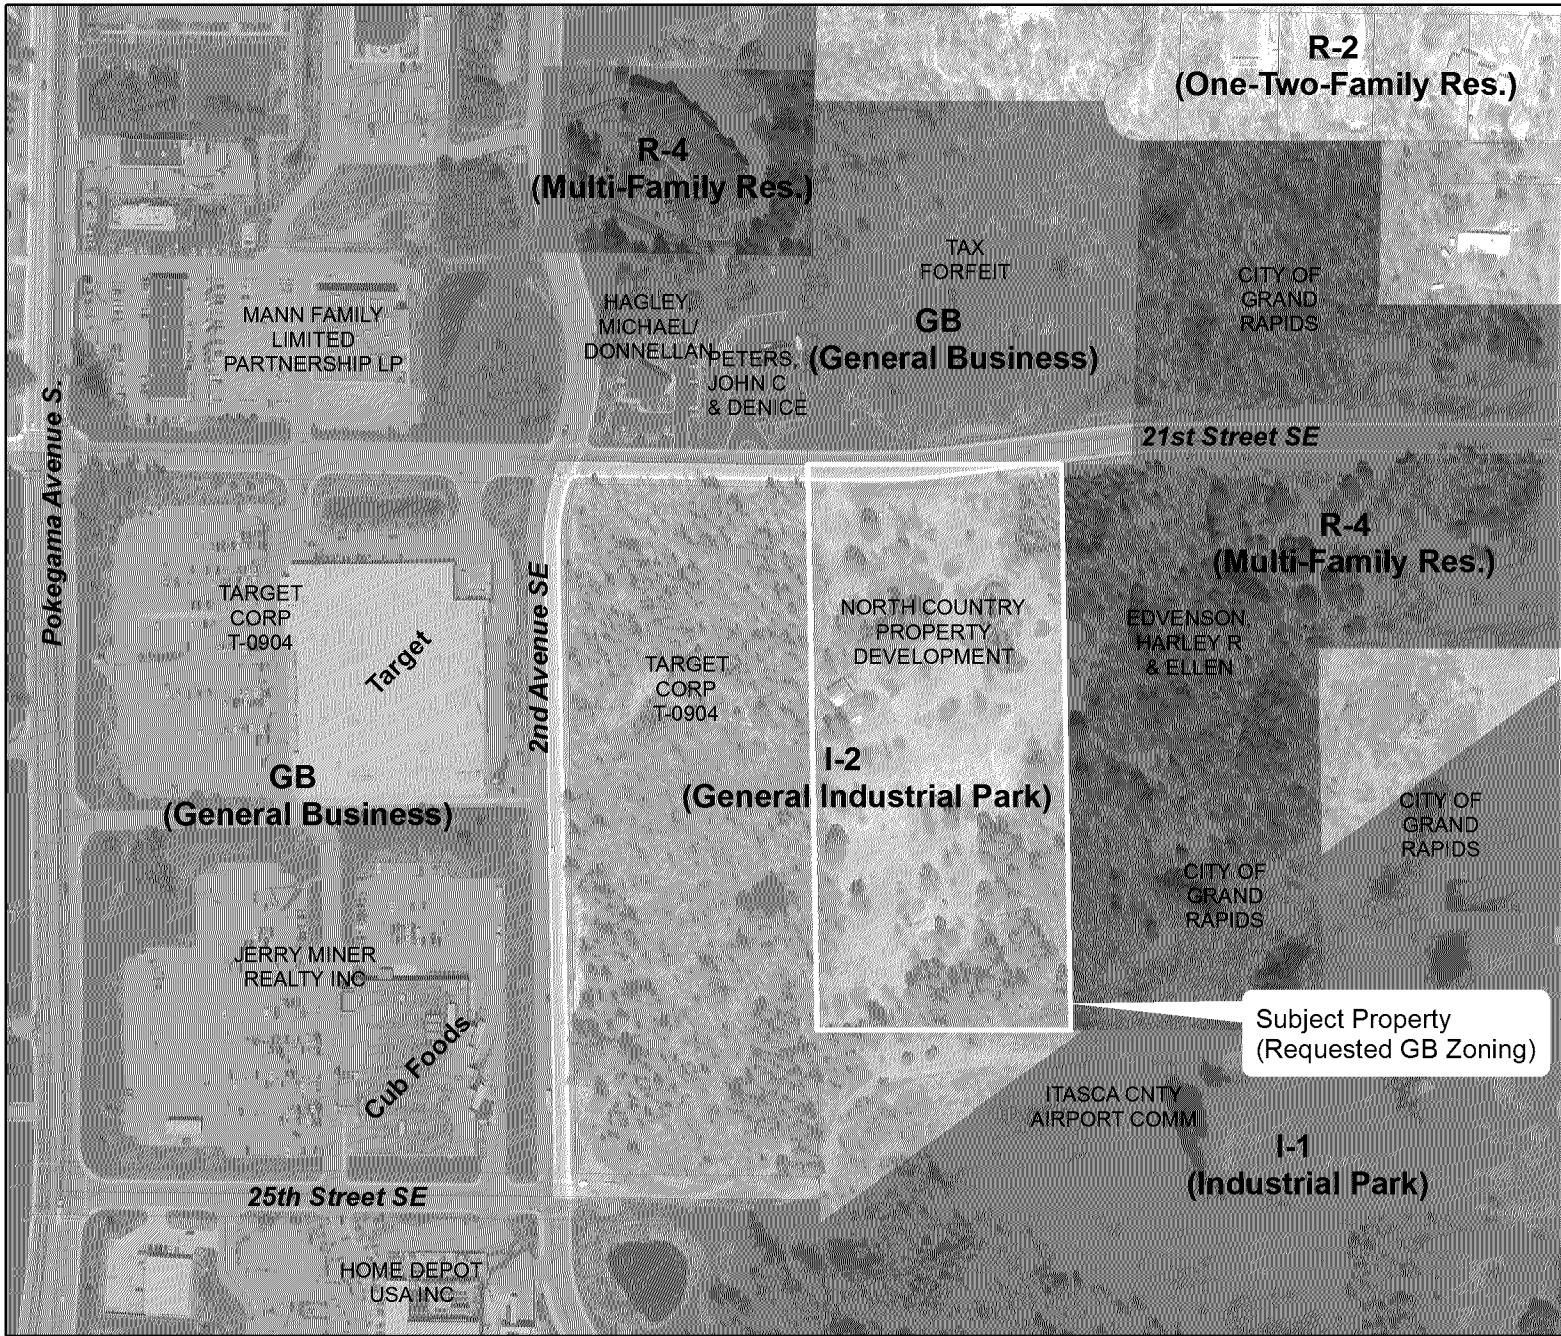 R-2
(One-Two-Family Res.)
R-4
(Multi-Family Res.)
TAX
FORFEIT
CITY OF
GRAND
RAPIDS
MANN FAMILY
LIMITED
PARTNERSHIP LP
HAGLEY,
MICHAEL/
DONNELLAN
PETERS,
JOHN C
& DENICE
GB
(General Business)
Pokegama Avenue S.
21st Street SE
R-4
(Multi-Family Res.)
TARGET
CORP
T-0904
Target
2nd Avenue SE
NORTH COUNTRY
PROPERTY
DEVELOPMENT
EDVENSON,
HARLEY R
& ELLEN
TARGET
CORP
T-0904
GB
(General Business)
I-2
(General Industrial Park)
CITY OF
GRAND
RAPIDS
CITY OF
GRAND
RAPIDS
JERRY MINER
REALTY INC
Cub Foods
Subject Property
(Requested GB Zoning)
ITASCA CNTY
AIRPORT COMM
I-1
(Industrial Park)
25th Street SE
HOME DEPOT
USA INC